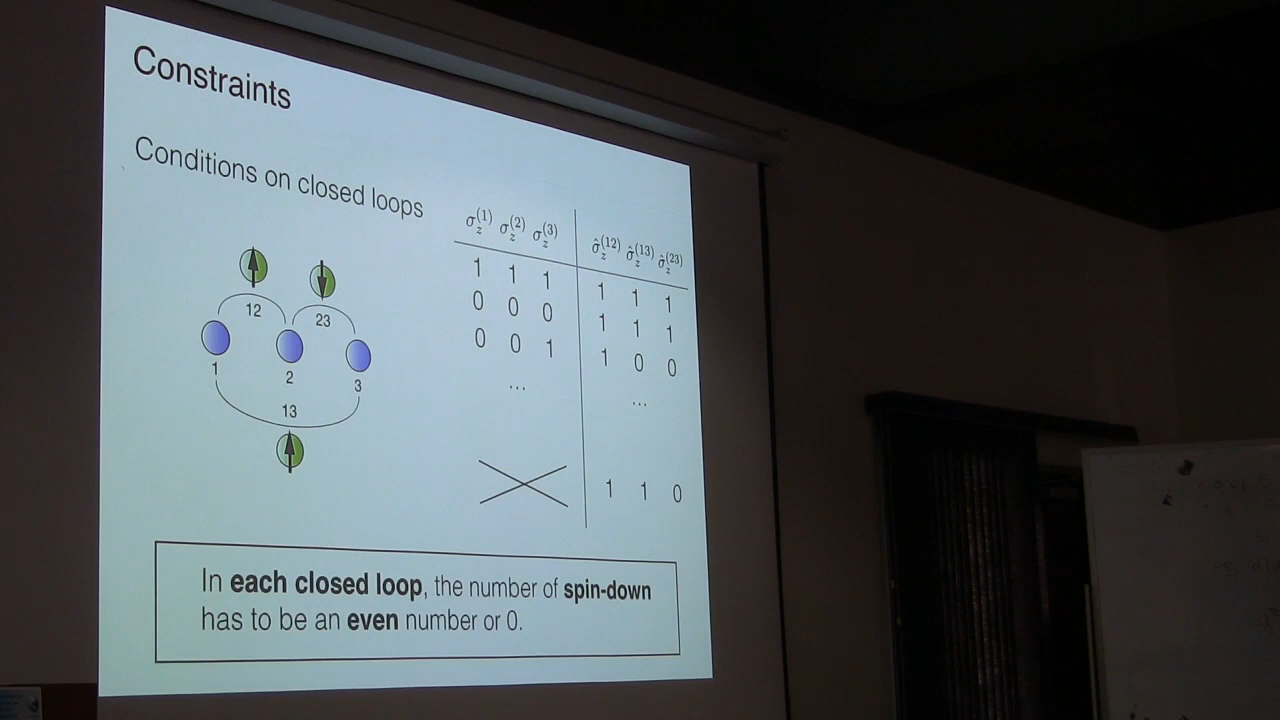 Constraints
Conditions on closed loops
σ_z^(1) σ_z^(2) σ_z^(3) σ̂_z^(12) σ̂_z^(13) σ̂_z^(23)
1 1 1 1 1 1
0 0 0 1 1 1
0 0 1 1 0 0
... ...
1 1 0
12 23
1 2 3
13
In each closed loop, the number of spin-down
has to be an even number or 0.